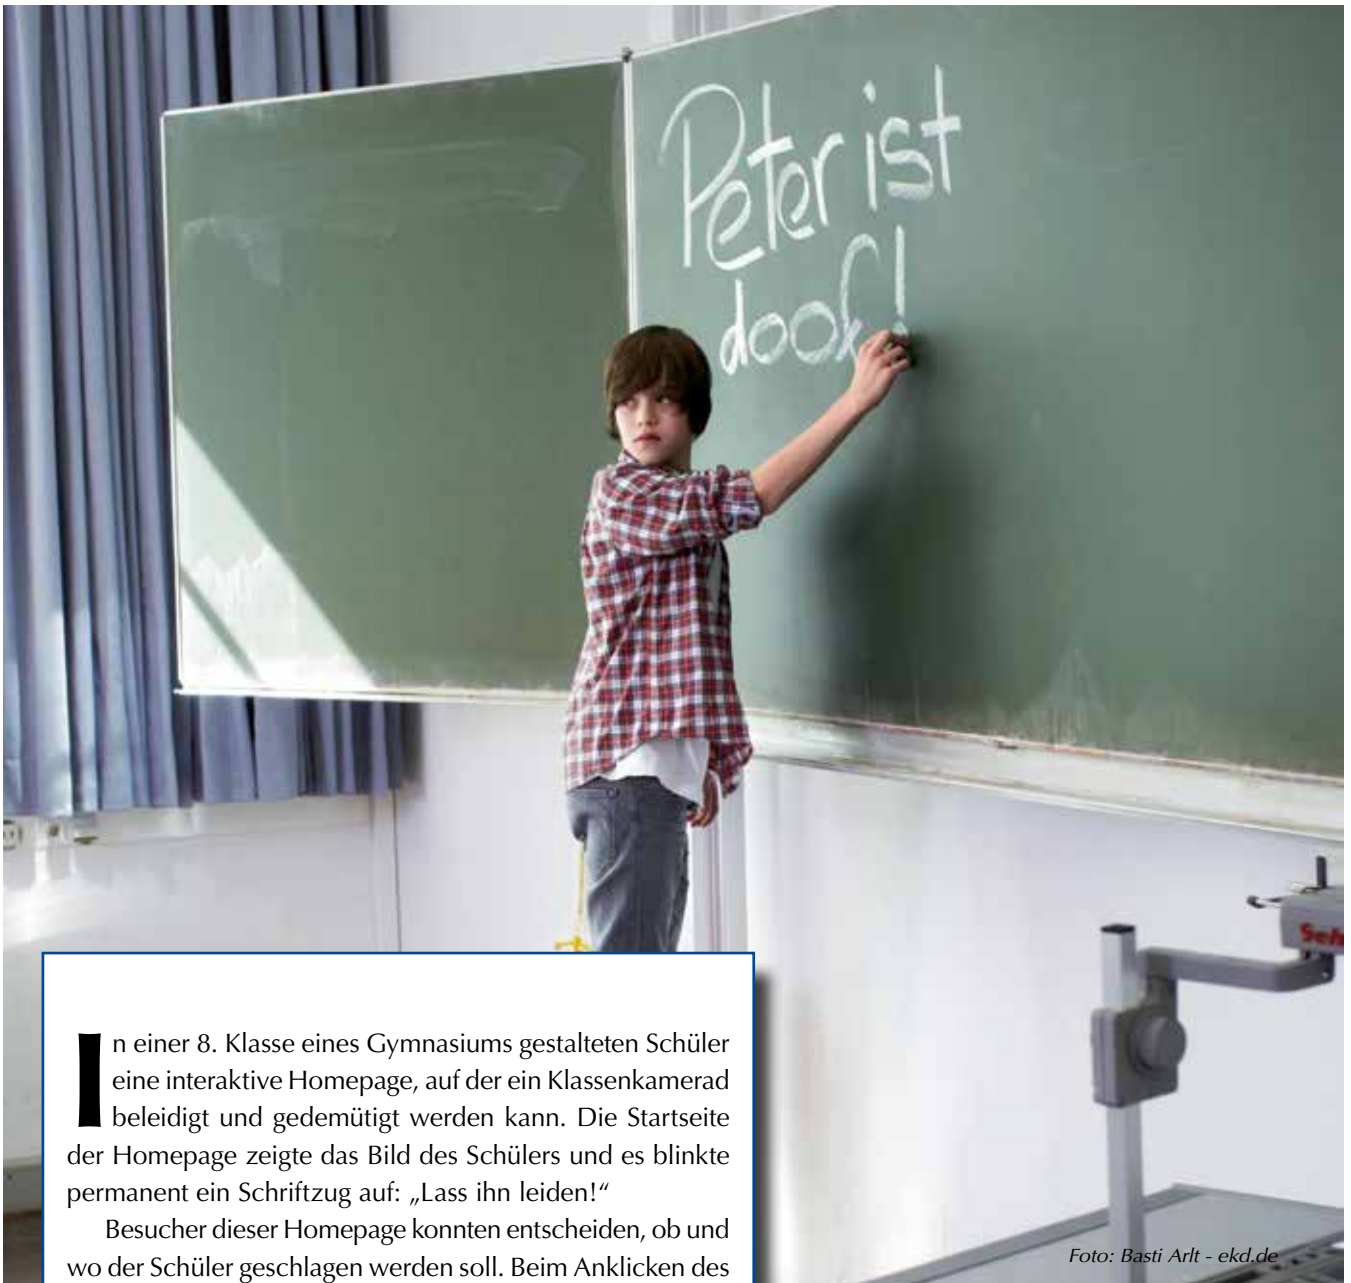 Peter ist
doof!
In einer 8. Klasse eines Gymnasiums gestalteten Schüler
eine interaktive Homepage, auf der ein Klassenkamerad
beleidigt und gedemütigt werden kann. Die Startseite
der Homepage zeigte das Bild des Schülers und es blinkte
permanent ein Schriftzug auf: „Lass ihn leiden!“
Besucher dieser Homepage konnten entscheiden, ob und
wo der Schüler geschlagen werden soll. Beim Anklicken des
Foto: Basti Arlt - ekd.de